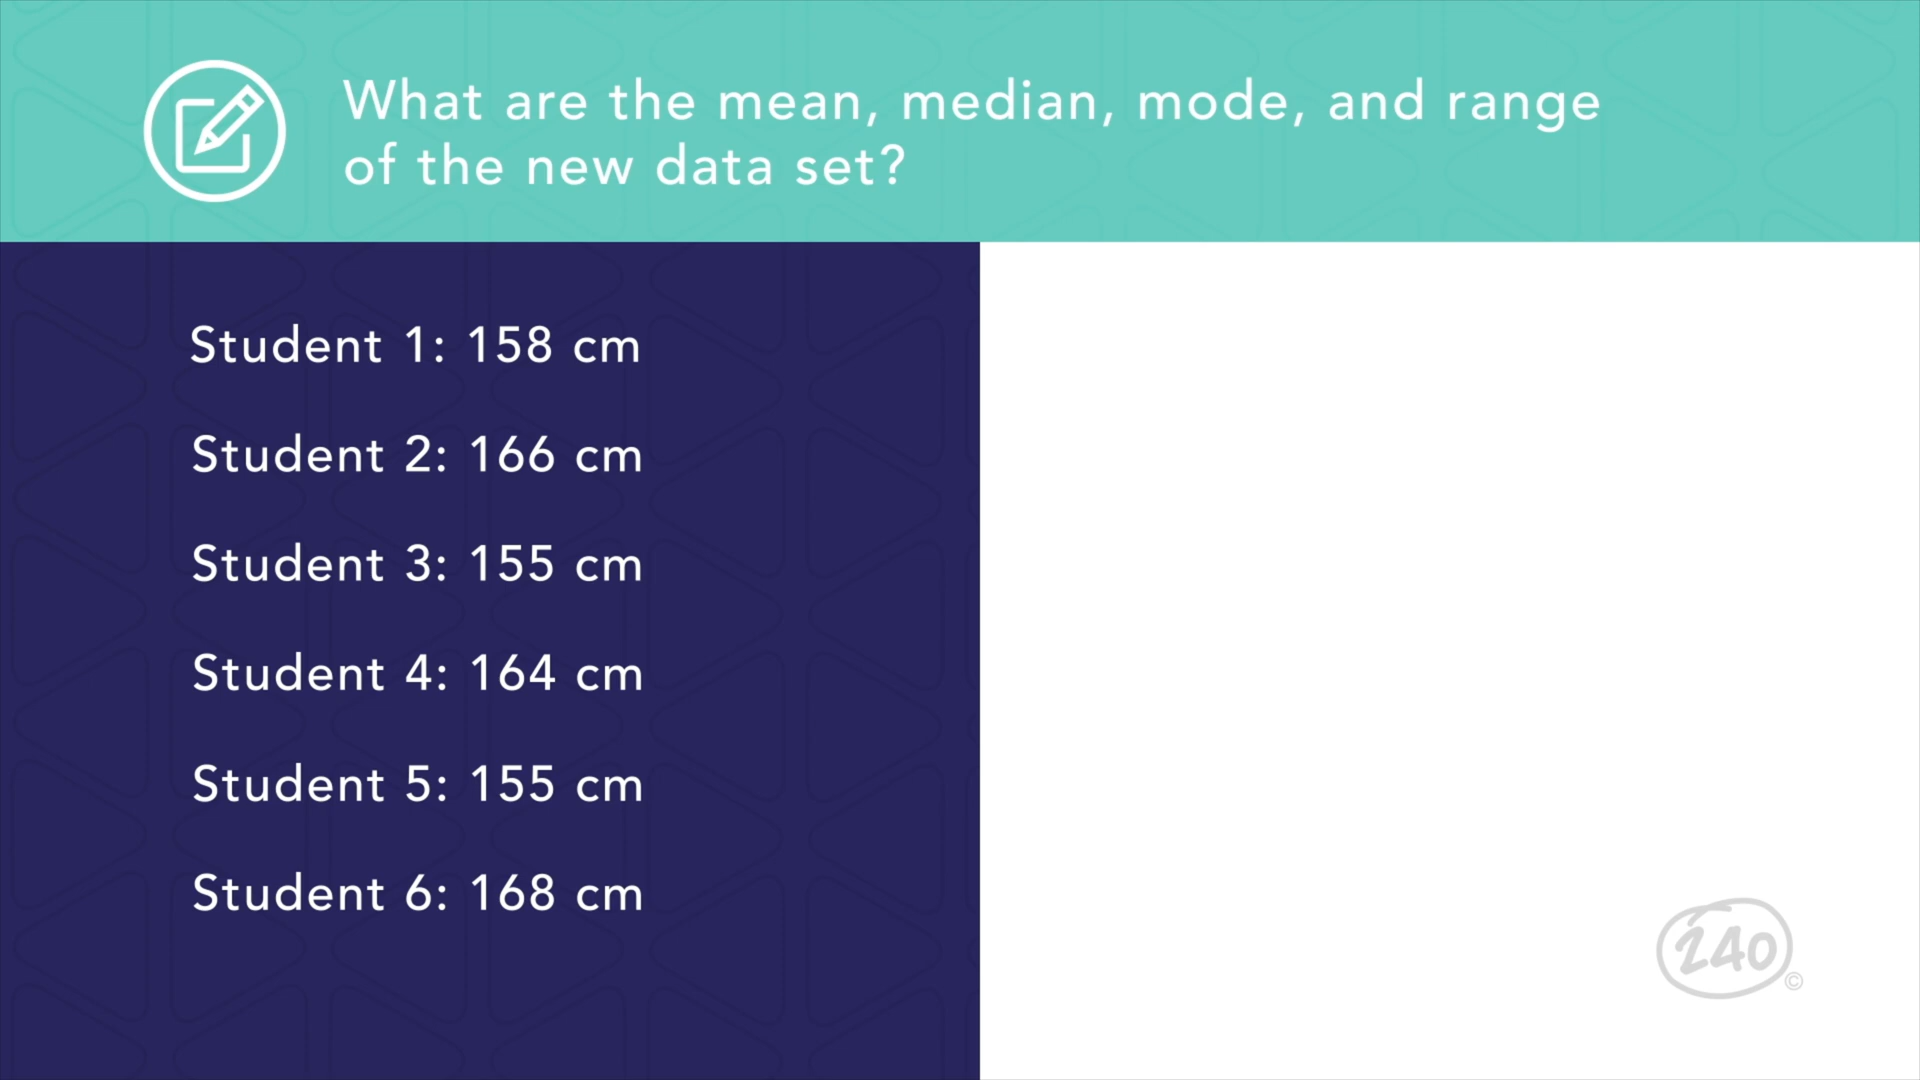 What are the mean, median, mode, and range
of the new data set?
Student 1: 158 cm
Student 2: 166 cm
Student 3: 155 cm
Student 4: 164 cm
Student 5: 155 cm
Student 6: 168 cm
240
©